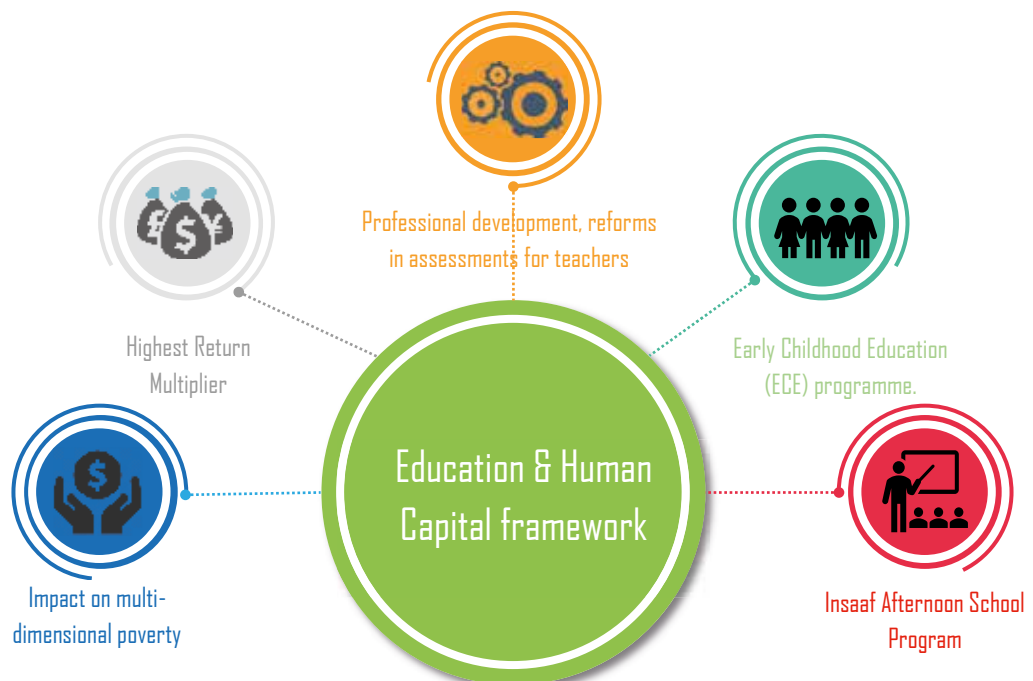 Professional development, reforms
in assessments for teachers
£ $ ¥
Highest Return
Multiplier
Early Childhood Education
(ECE) programme.
$
Education & Human
Capital framework
Impact on multi-
dimensional poverty
Insaaf Afternoon School
Program